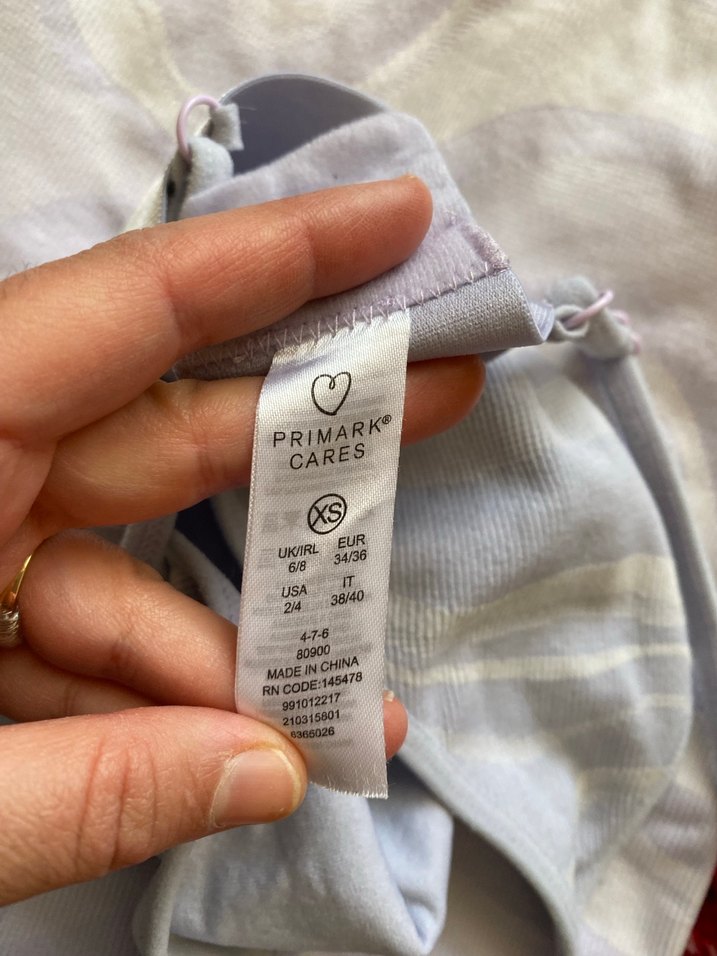 PRIMARK®
CARES
XS
UK/IRL EUR
6/8 34/36
USA IT
2/4 38/40
4-7-6
80900
MADE IN CHINA
RN CODE:145478
991012217
210315801
6366026